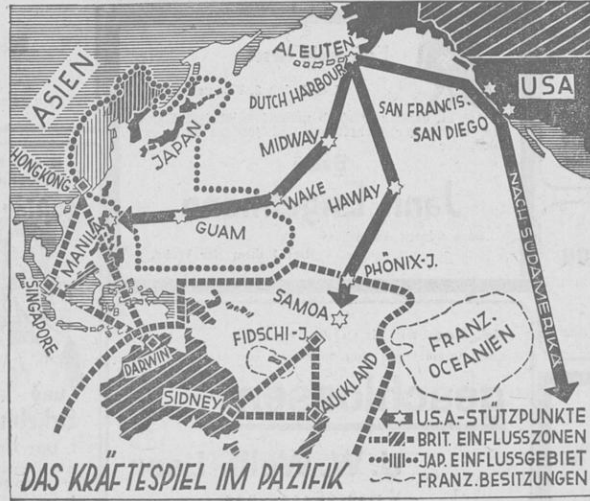 ALEUTEN
DUTCH HARBOUR
USA
ASIEN
SAN FRANCIS-
SAN DIEGO
JAPAN
MIDWAY
HONGKONG
WAKE
HAWAY
MANILA
GUAM
PHÖNIX-J.
SINGAPORE
SAMOA
FIDSCHI-J
FRANZ.
OCEANIEN
NACH SÜDAMERIKA
DARWIN
SIDNEY
AUCKLAND
U.S.A.-STÜTZPUNKTE
BRIT. EINFLUSSZONEN
JAP. EINFLUSSGEBIET
FRANZ. BESITZUNGEN
DAS KRÄFTESPIEL IM PAZIFIK